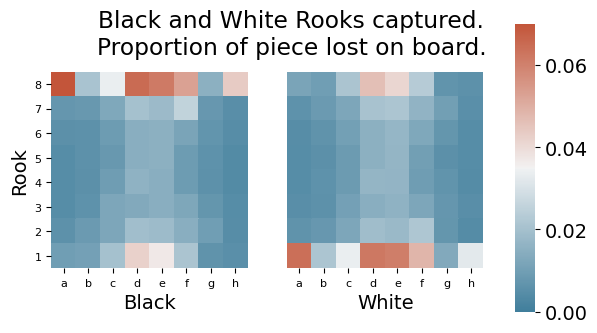 Black and White Rooks captured.
Proportion of piece lost on board.
Rook
8
7
6
5
4
3
2
1
a b c d e f g h
Black
a b c d e f g h
White
0.06
0.04
0.02
0.00